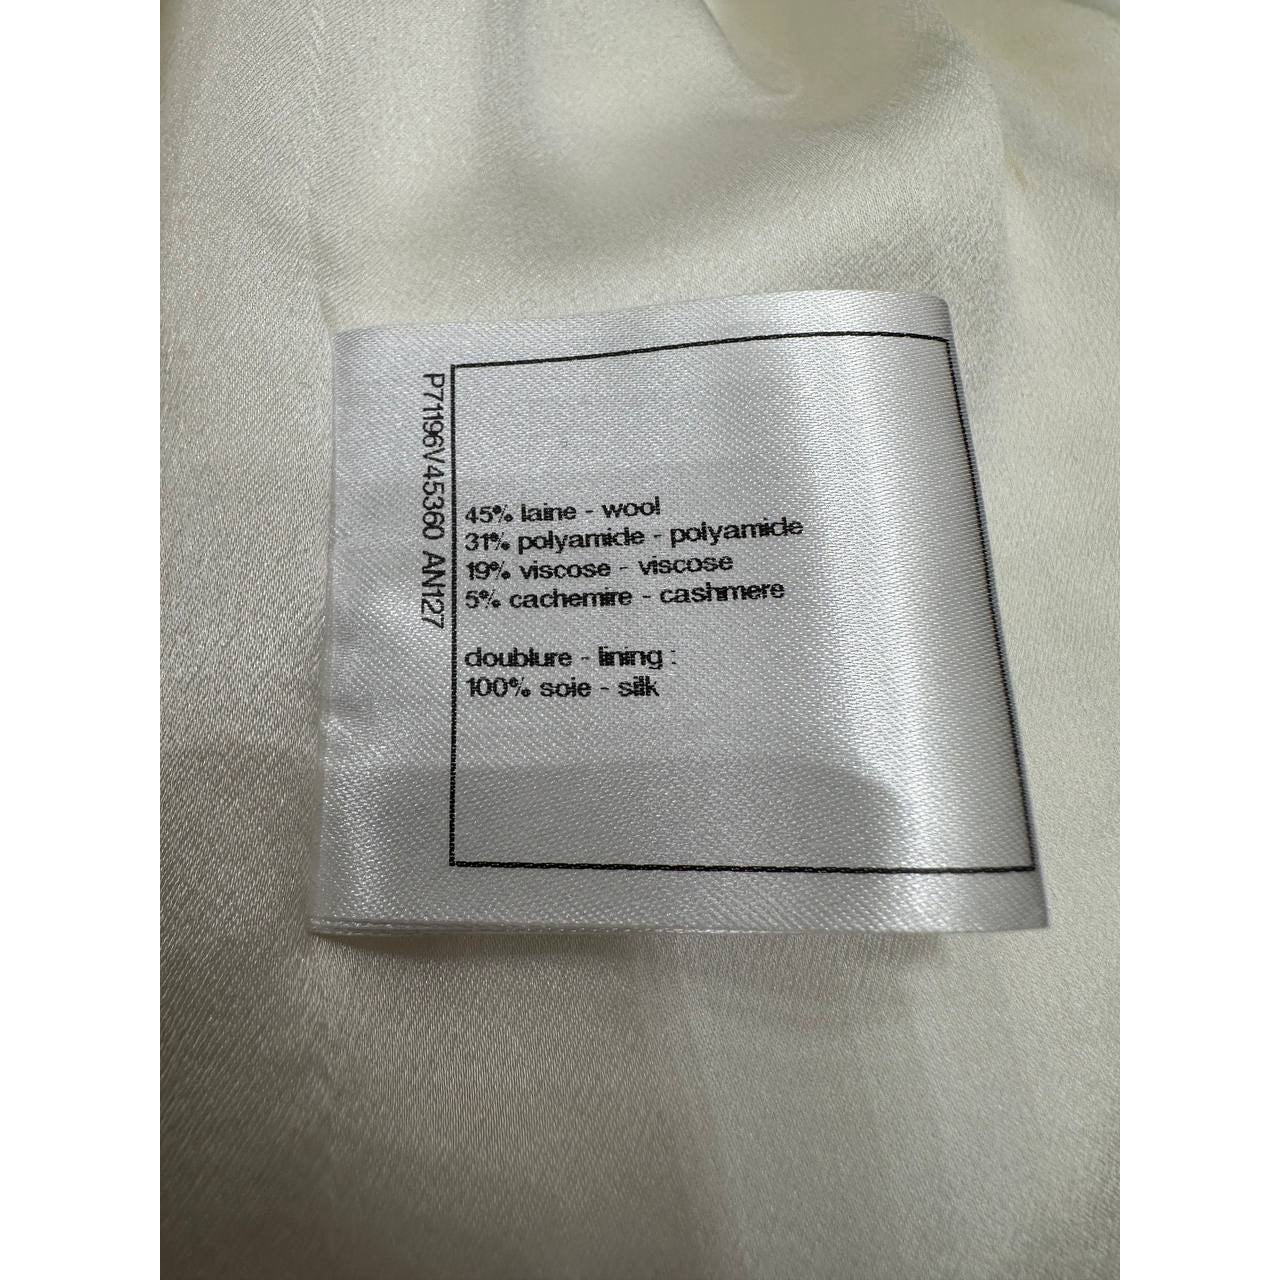 P71196V45360 AN127
45% laine - wool
31% polyamide - polyamide
19% viscose - viscose
5% cachemire - cashmere
doublure - lining :
100% soie - silk